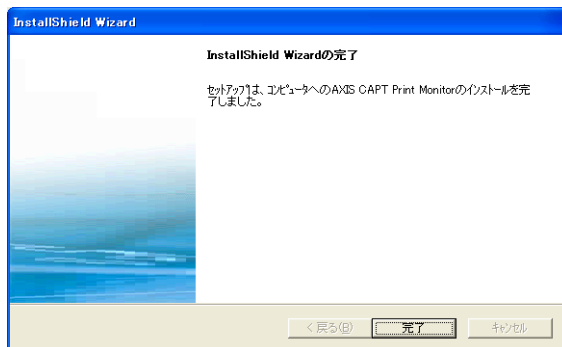 InstallShield Wizard
InstallShield Wizardの完了
セットアップは、コンピュータへのAXIS CAPT Print Monitorのインストールを完
了しました。
< 戻る(B)
完了
キャンセル